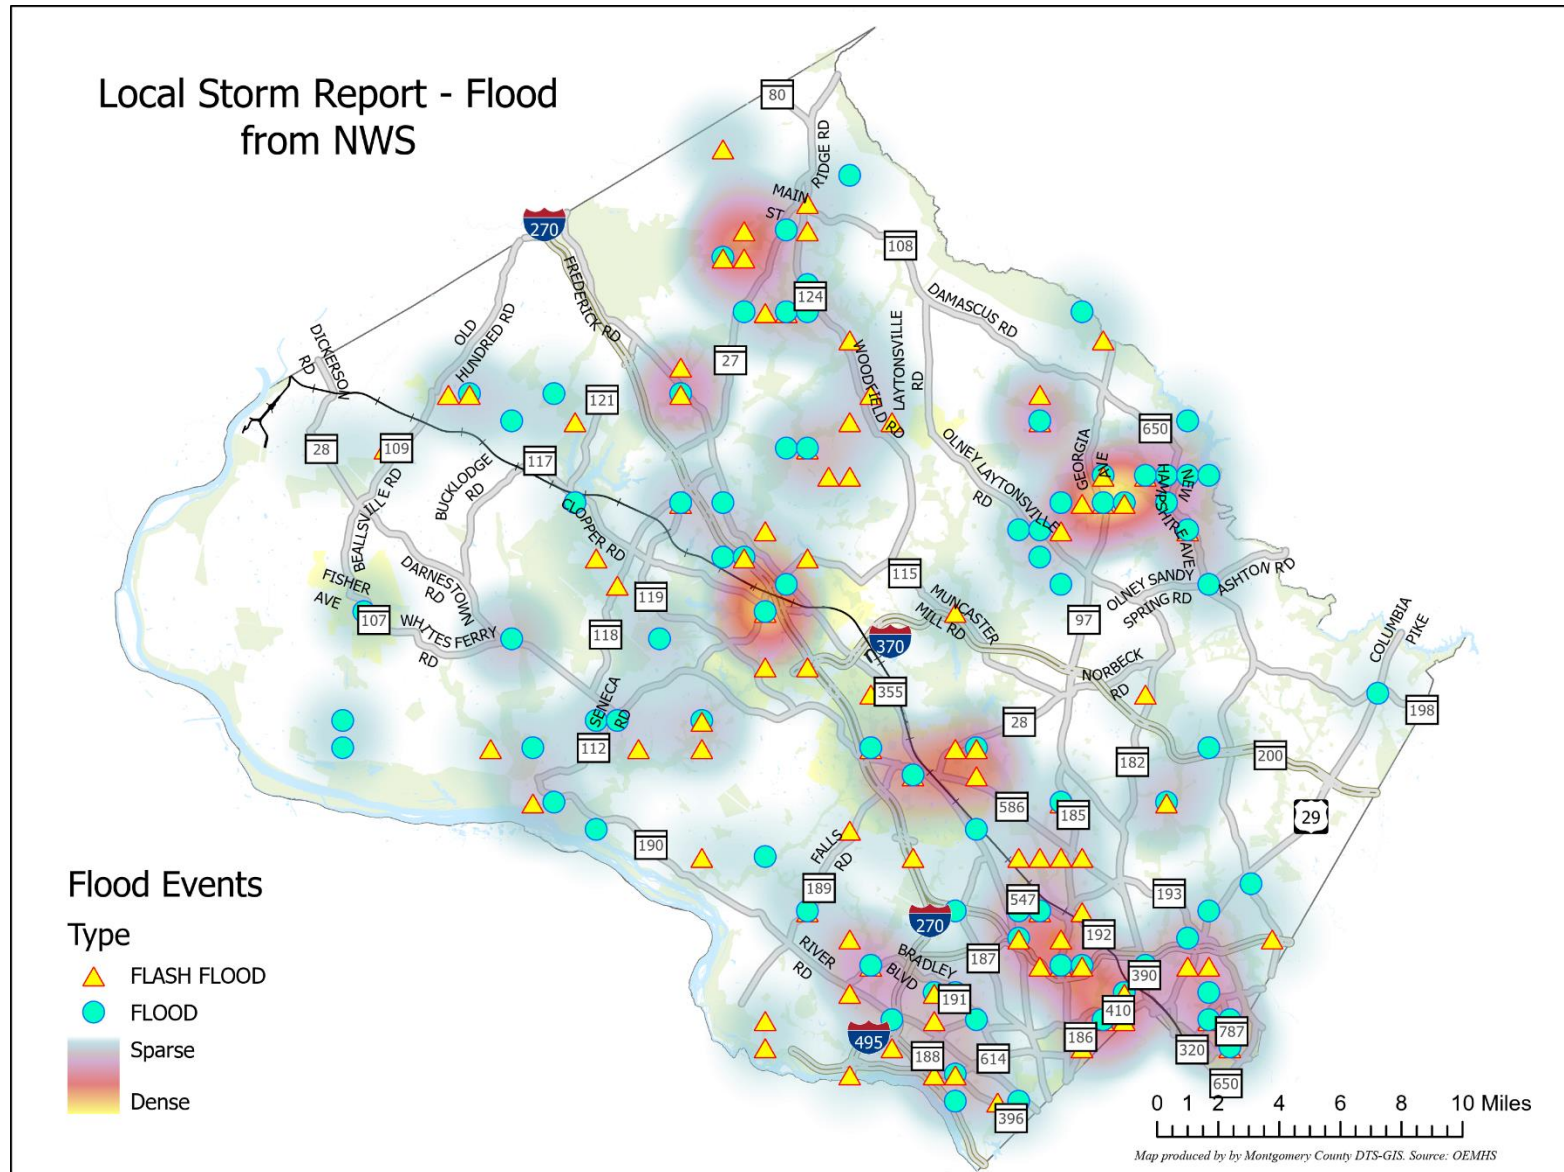 Local Storm Report - Flood
from NWS
80
RIDGE RD
MAIN
ST
270
108
FREDERICK RD
124
DAMASCUS RD
OLD
HUNDRED RD
DICKERSON
RD
27
WOODFIELD RD
LAYTONSVILLE
RD
121
650
28
109
117
BUCKLODGE
RD
GEORGIA
AVE
OLNEY LAYTONSVILLE
RD
NEW
HAMPSHIRE AVE
BEALLSVILLE RD
CLOPPER RD
DARNESTOWN
RD
FISHER
AVE
107
WHITES FERRY
RD
119
118
115
MUNCASTER
MILL RD
OLNEY SANDY
SPRING RD
ASHTON RD
97
370
COLUMBIA
PIKE
NORBECK
RD
355
28
198
SENECA
RD
112
182
200
586
185
29
190
FALLS
RD
189
547
193
270
192
RIVER
RD
BRADLEY
BLVD
187
390
191
410
495
188
614
186
787
320
650
396
Flood Events
Type
FLASH FLOOD
FLOOD
Sparse
Dense
0 1 2 4 6 8 10 Miles
Map produced by by Montgomery County DTS-GIS. Source: OEMHS